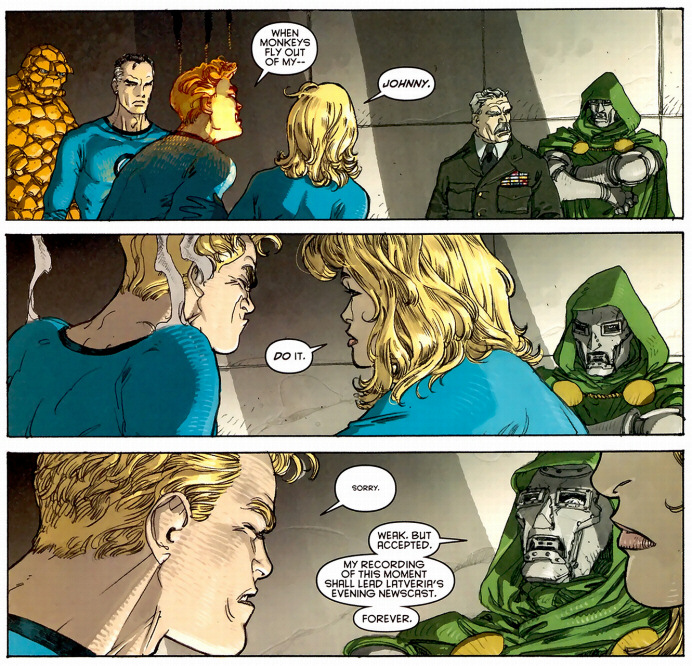 WHEN
MONKEYS
FLY OUT
OF MY--
JOHNNY.
DO IT.
SORRY.
WEAK. BUT
ACCEPTED.
MY RECORDING
OF THIS MOMENT
SHALL LEAD LATVERIA'S
EVENING NEWSCAST.
FOREVER.